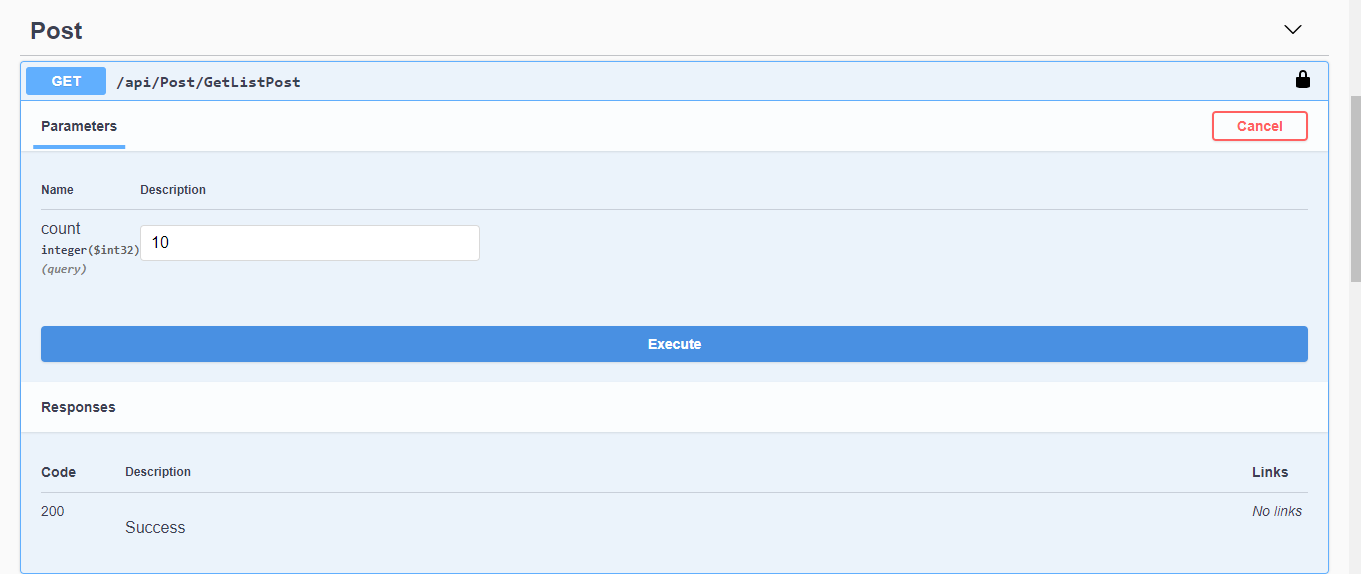 Post
GET /api/Post/GetListPost
Parameters
Cancel
Name Description
count
integer($int32)
(query)
10
Execute
Responses
Code Description Links
200 Success No links